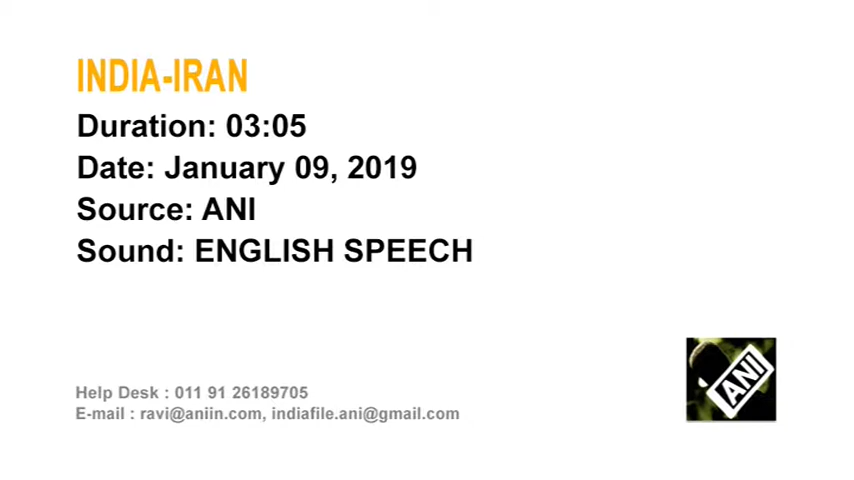 INDIA-IRAN
Duration: 03:05
Date: January 09, 2019
Source: ANI
Sound: ENGLISH SPEECH
Help Desk : 011 91 26189705
E-mail : ravi@aniin.com, indiafile.ani@gmail.com
ANI